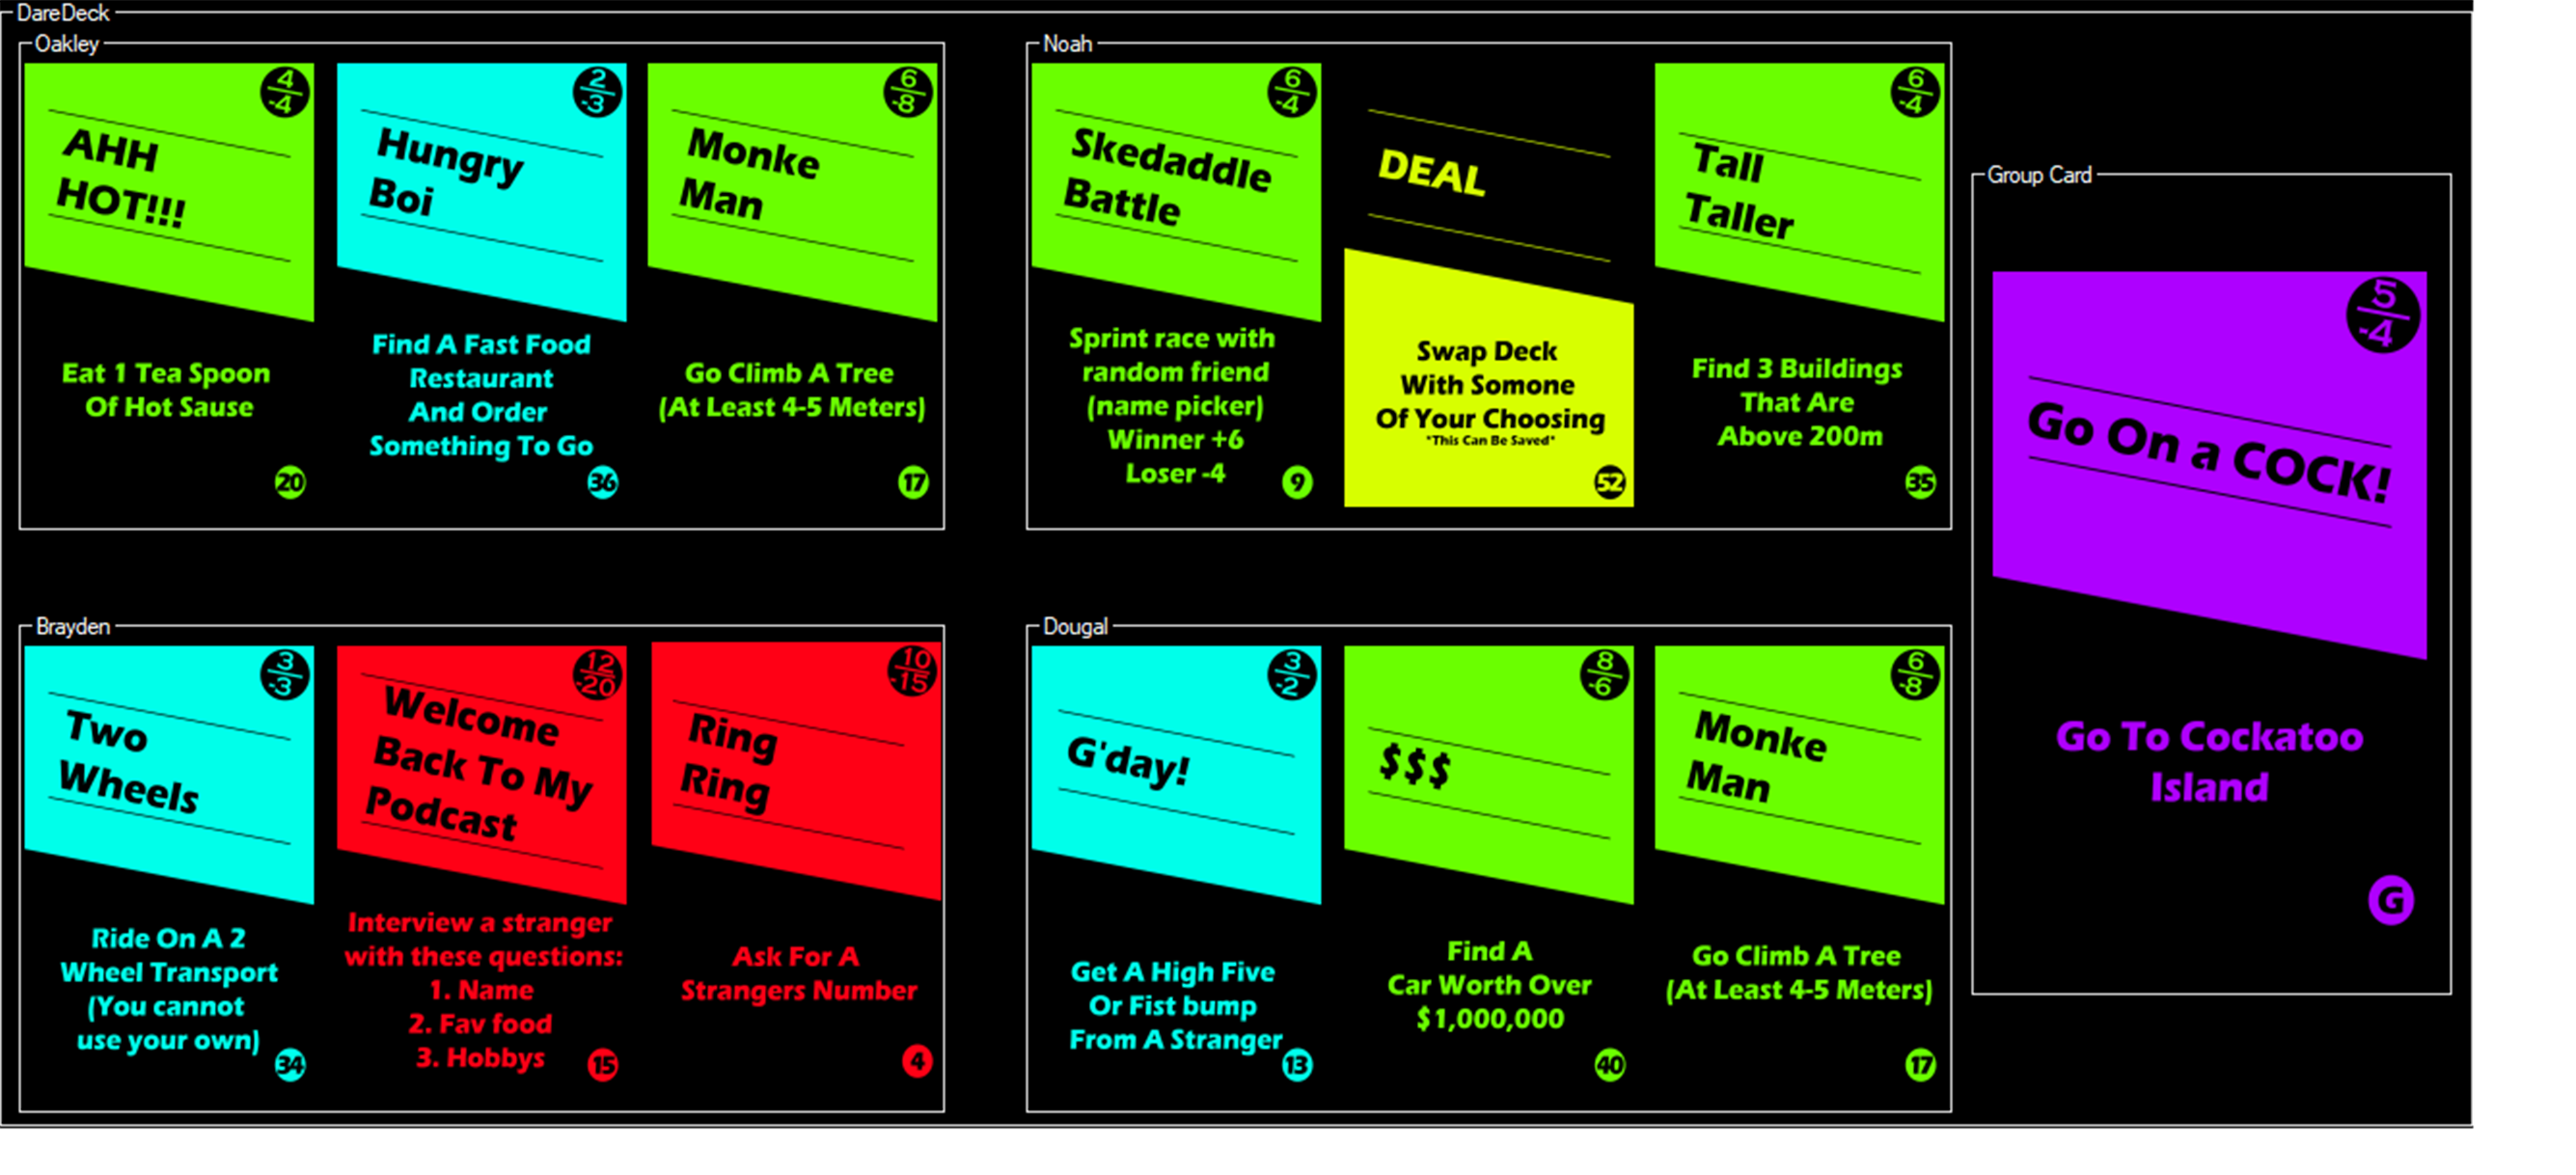 DareDeck
Oakley
4
-4
AHH
HOT!!!
Eat 1 Tea Spoon
Of Hot Sause
20
2
-3
Hungry
Boi
Find A Fast Food
Restaurant
And Order
Something To Go
36
6
-8
Monke
Man
Go Climb A Tree
(At Least 4-5 Meters)
17
Noah
6
-4
Skedaddle
Battle
Sprint race with
random friend
(name picker)
Winner +6
Loser -4
9
DEAL
Swap Deck
With Somone
Of Your Choosing
*This Can Be Saved*
52
6
-4
Tall
Taller
Find 3 Buildings
That Are
Above 200m
35
Brayden
3
-3
Two
Wheels
Ride On A 2
Wheel Transport
(You cannot
use your own)
34
12
-20
Welcome
Back To My
Podcast
Interview a stranger
with these questions:
1. Name
2. Fav food
3. Hobbys
15
10
-15
Ring
Ring
Ask For A
Strangers Number
4
Dougal
3
-2
G'day!
Get A High Five
Or Fist bump
From A Stranger
13
8
-6
$$$
Find A
Car Worth Over
$1,000,000
40
6
-8
Monke
Man
Go Climb A Tree
(At Least 4-5 Meters)
17
Group Card
5
-4
Go On a COCK!
Go To Cockatoo
Island
G